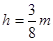 h = 3/8 m